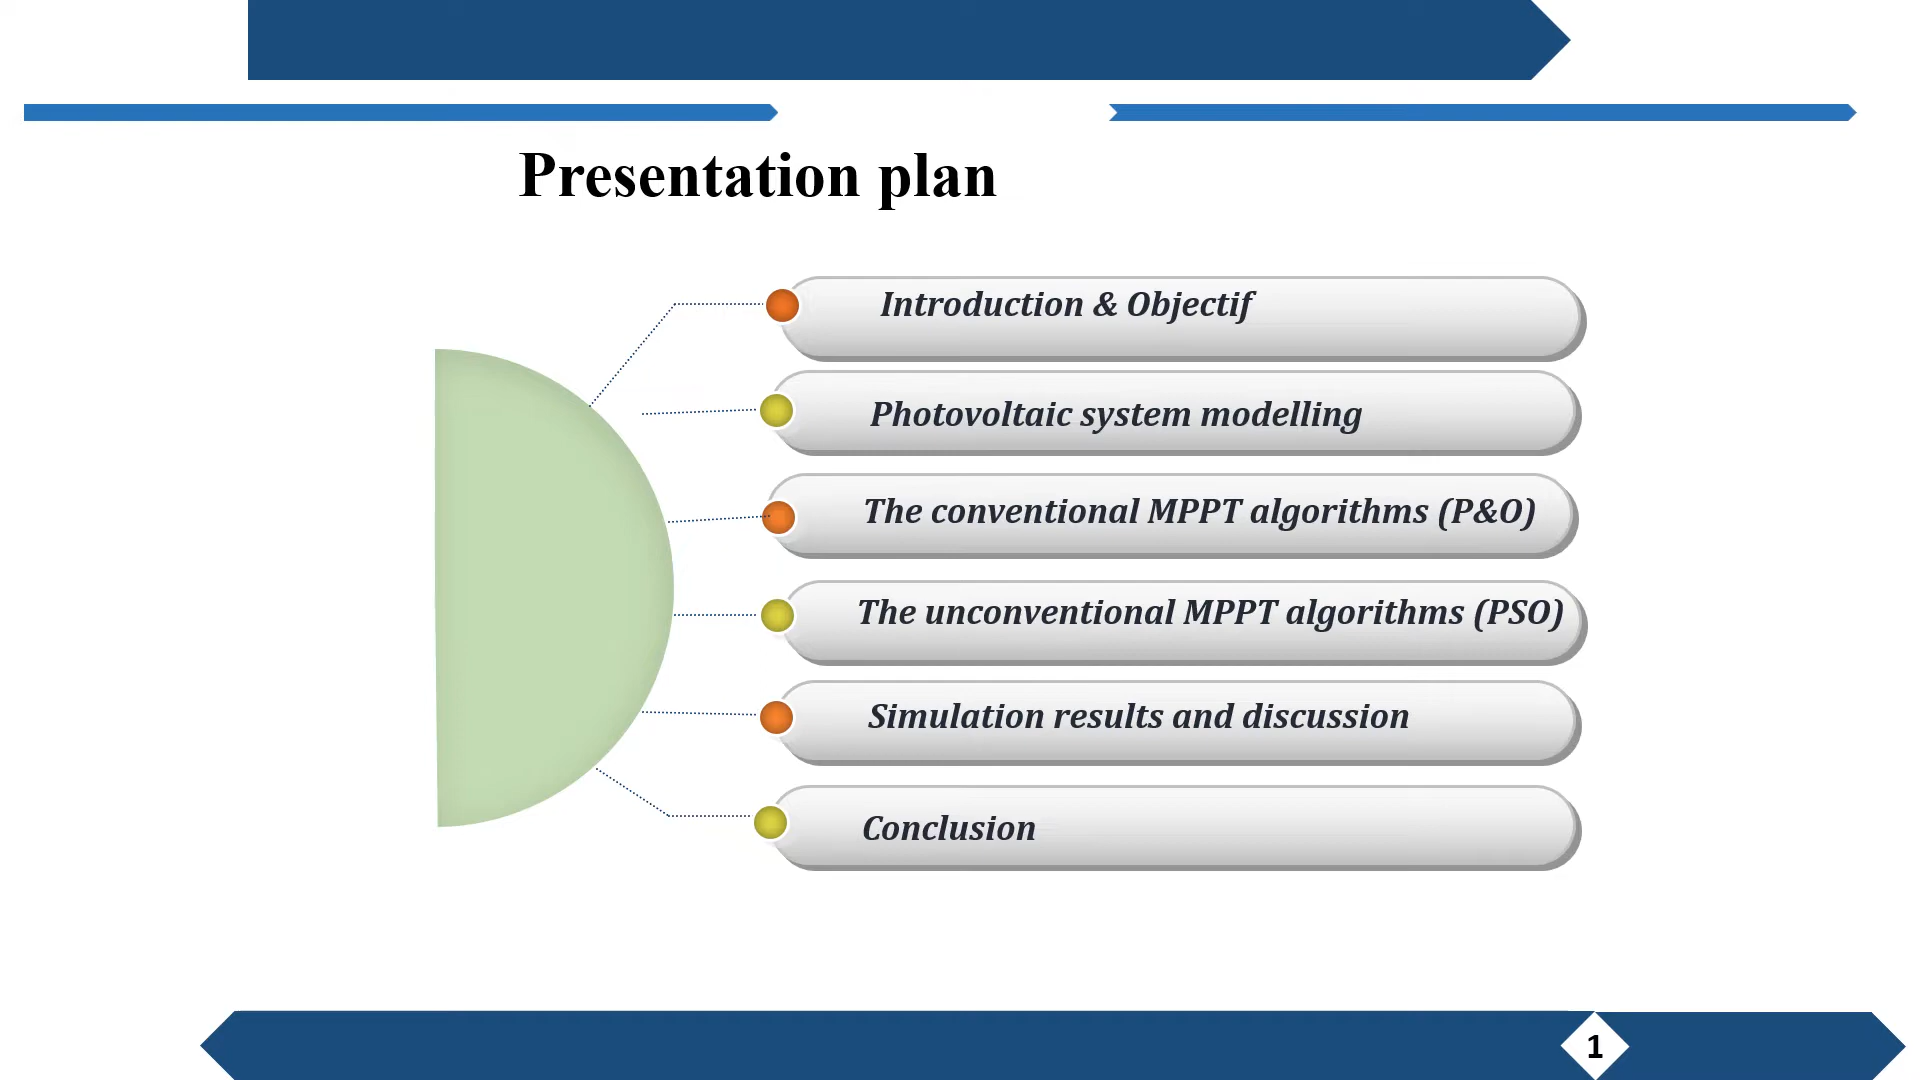 Presentation plan
Introduction & Objectif
Photovoltaic system modelling
The conventional MPPT algorithms (P&O)
The unconventional MPPT algorithms (PSO)
Simulation results and discussion
Conclusion
1